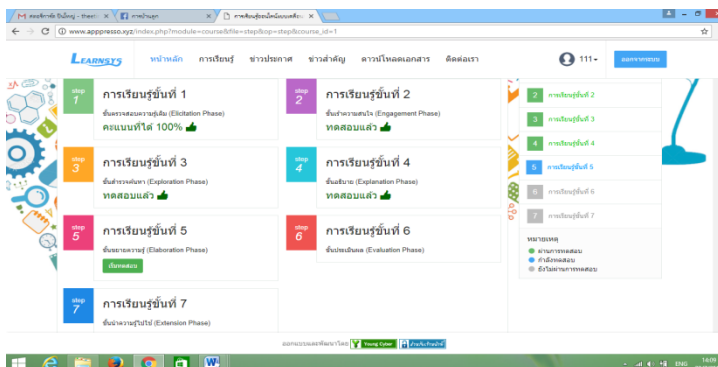 www.apppresso.xyz/index.php?module=course&file=step&op=step&course_id=1
LEARNSYS
หน้าหลัก การเรียนรู้ ข่าวประกาศ ข่าวสำคัญ ดาวน์โหลดเอกสาร ติดต่อเรา
111
ออกจากระบบ
step 1
การเรียนรู้ขั้นที่ 1
ขั้นตรวจสอบความรู้เดิม (Elicitation Phase)
คะแนนที่ได้ 100%
step 2
การเรียนรู้ขั้นที่ 2
ขั้นเร้าความสนใจ (Engagement Phase)
ทดสอบแล้ว
step 3
การเรียนรู้ขั้นที่ 3
ขั้นสำรวจค้นหา (Exploration Phase)
ทดสอบแล้ว
step 4
การเรียนรู้ขั้นที่ 4
ขั้นอธิบาย (Explanation Phase)
ทดสอบแล้ว
step 5
การเรียนรู้ขั้นที่ 5
ขั้นขยายความรู้ (Elaboration Phase)
เริ่มทดสอบ
step 6
การเรียนรู้ขั้นที่ 6
ขั้นประเมินผล (Evaluation Phase)
step 7
การเรียนรู้ขั้นที่ 7
ขั้นนำความรู้ไปใช้ (Extension Phase)
2 การเรียนรู้ขั้นที่ 2
3 การเรียนรู้ขั้นที่ 3
4 การเรียนรู้ขั้นที่ 4
5 การเรียนรู้ขั้นที่ 5
6 การเรียนรู้ขั้นที่ 6
7 การเรียนรู้ขั้นที่ 7
หมายเหตุ
ผ่านการทดสอบ
กำลังทดสอบ
ยังไม่ผ่านการทดสอบ
ออกแบบและพัฒนาโดย Young Cyber
ENG 14:09